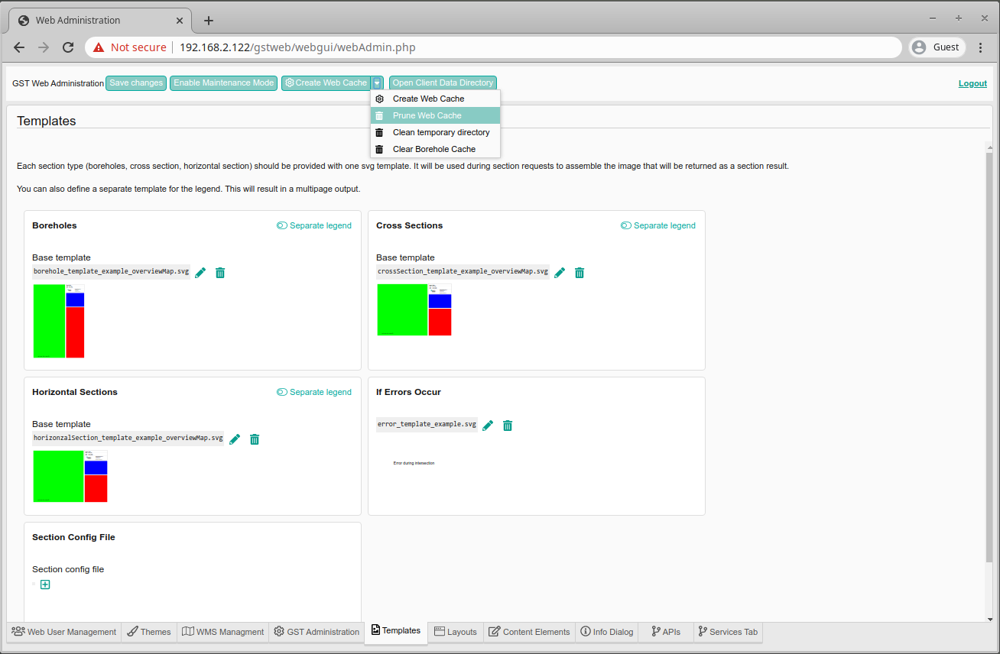 Web Administration
Not secure 192.168.2.122/gstweb/webgui/webAdmin.php Guest
GST Web Administration Save changes Enable Maintenance Mode Create Web Cache Open Client Data Directory Logout
Create Web Cache
Prune Web Cache
Clean temporary directory
Clear Borehole Cache
Templates
Each section type (boreholes, cross section, horizontal section) should be provided with one svg template. It will be used during section requests to assemble the image that will be returned as a section result.
You can also define a separate template for the legend. This will result in a multipage output.
Boreholes Separate legend
Base template
borehole_template_example_overviewMap.svg
Cross Sections Separate legend
Base template
crossSection_template_example_overviewMap.svg
Horizontal Sections Separate legend
Base template
horizonzalSection_template_example_overviewMap.svg
If Errors Occur
error_template_example.svg
Error during intersection
Section Config File
Section config file
Web User Management Themes WMS Managment GST Administration Templates Layouts Content Elements Info Dialog APIs Services Tab